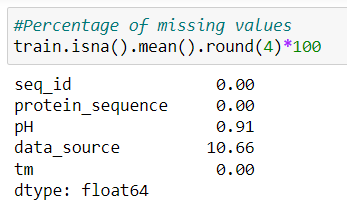 #Percentage of missing values
train.isna().mean().round(4)*100
seq_id 0.00
protein_sequence 0.00
pH 0.91
data_source 10.66
tm 0.00
dtype: float64